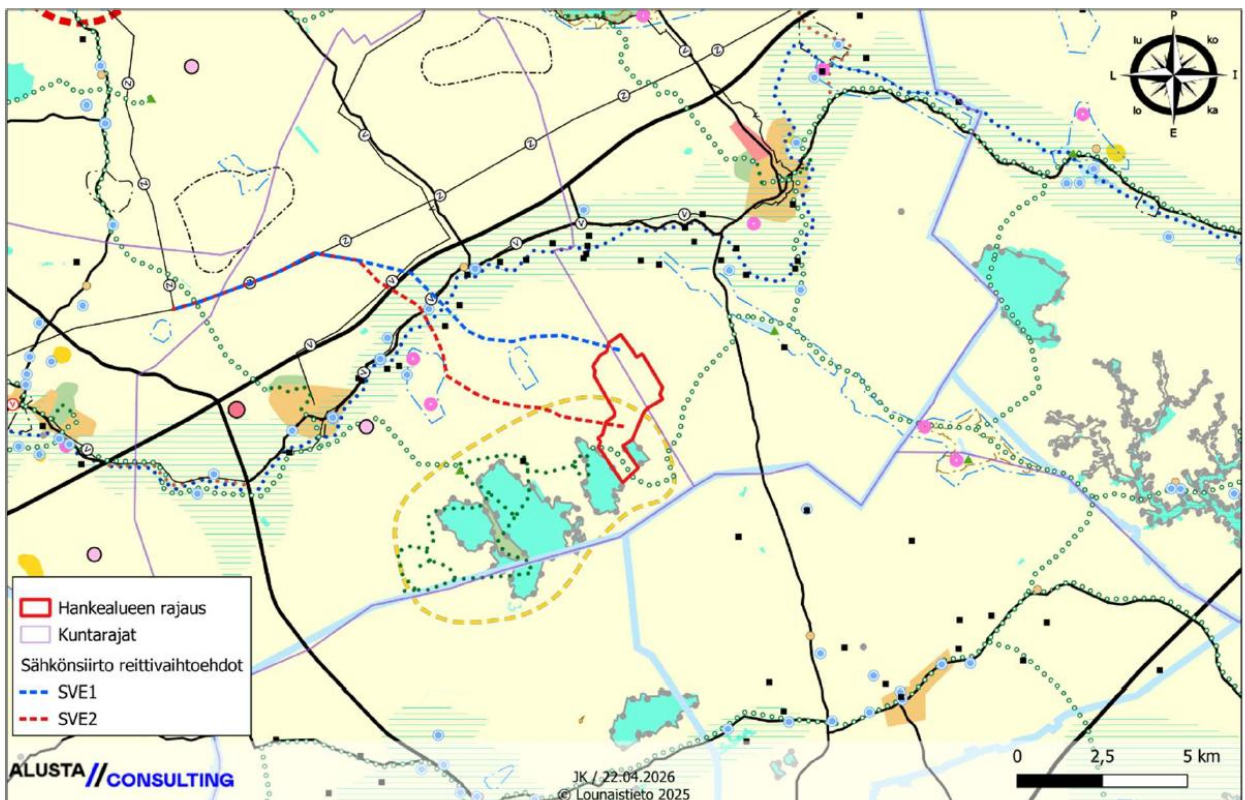 P
lu ko
L I
lo ka
E
Z
Z
Z
Z
Z
Z
Z
Z
Z
V
V
V
V
V
V
V
V
V
V
Hankealueen rajaus
Kuntarajat
Sähkönsiirto reittivaihtoehdot
SVE1
SVE2
ALUSTA//CONSULTING
JK / 22.04.2026
© Lounaistieto 2025
0 2,5 5 km